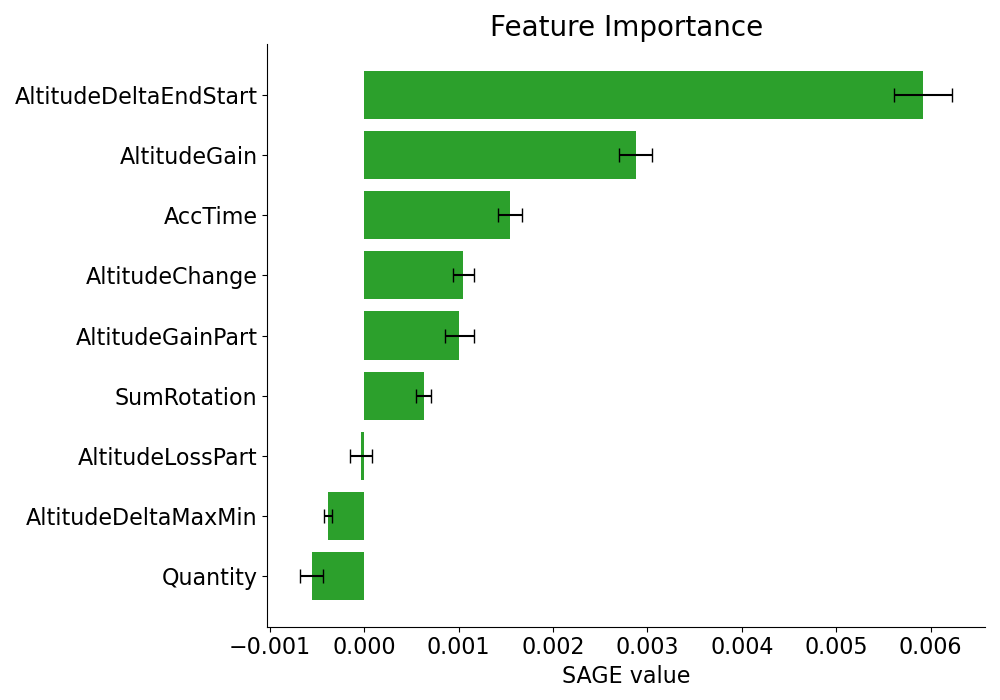 Feature Importance
AltitudeDeltaEndStart
AltitudeGain
AccTime
AltitudeChange
AltitudeGainPart
SumRotation
AltitudeLossPart
AltitudeDeltaMaxMin
Quantity
−0.001 0.000 0.001 0.002 0.003 0.004 0.005 0.006
SAGE value